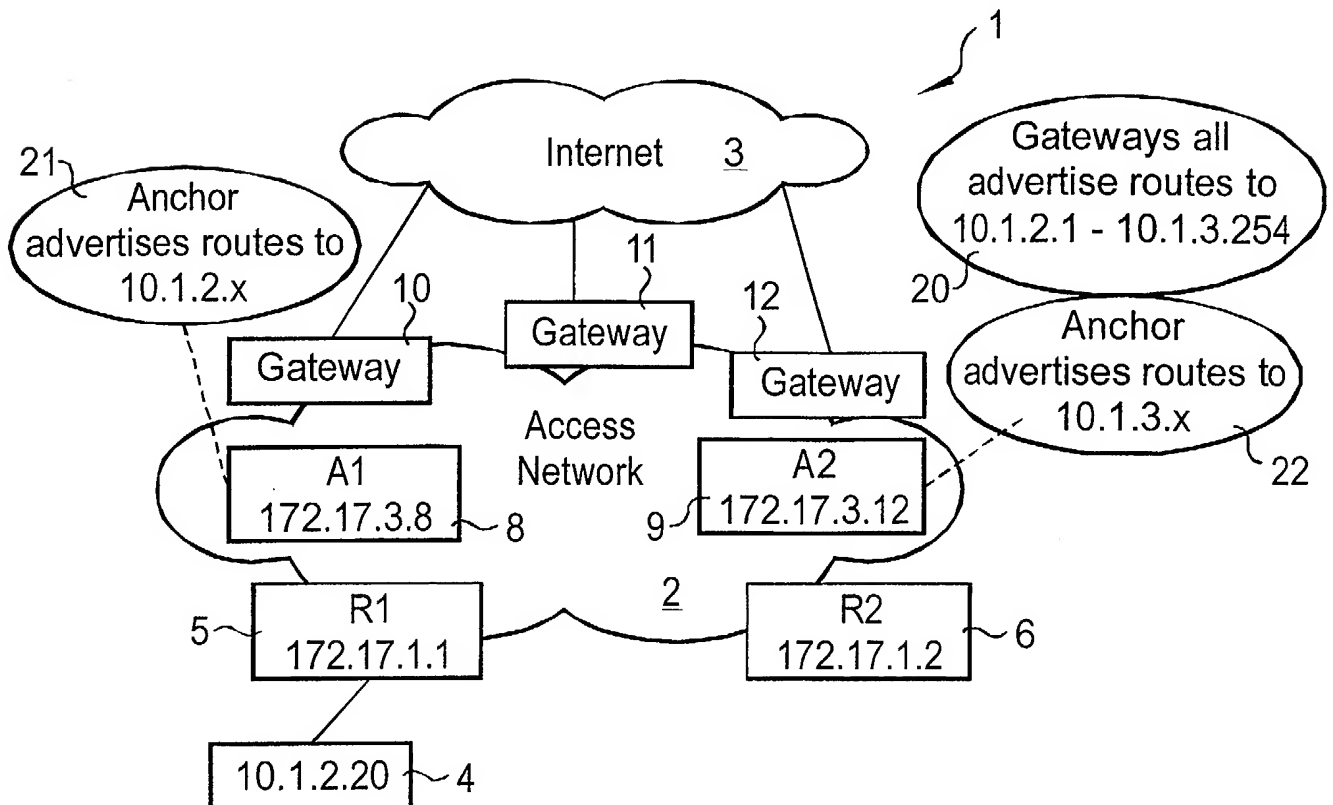 1
Internet 3
21
Anchor
advertises routes to
10.1.2.x
Gateways all
advertise routes to
10.1.2.1 - 10.1.3.254
20
10
Gateway
11
Gateway
12
Gateway
Anchor
advertises routes to
10.1.3.x
22
Access
Network
A1
172.17.3.8
8
A2
172.17.3.12
9
2
R1
172.17.1.1
5
R2
172.17.1.2
6
10.1.2.20
4